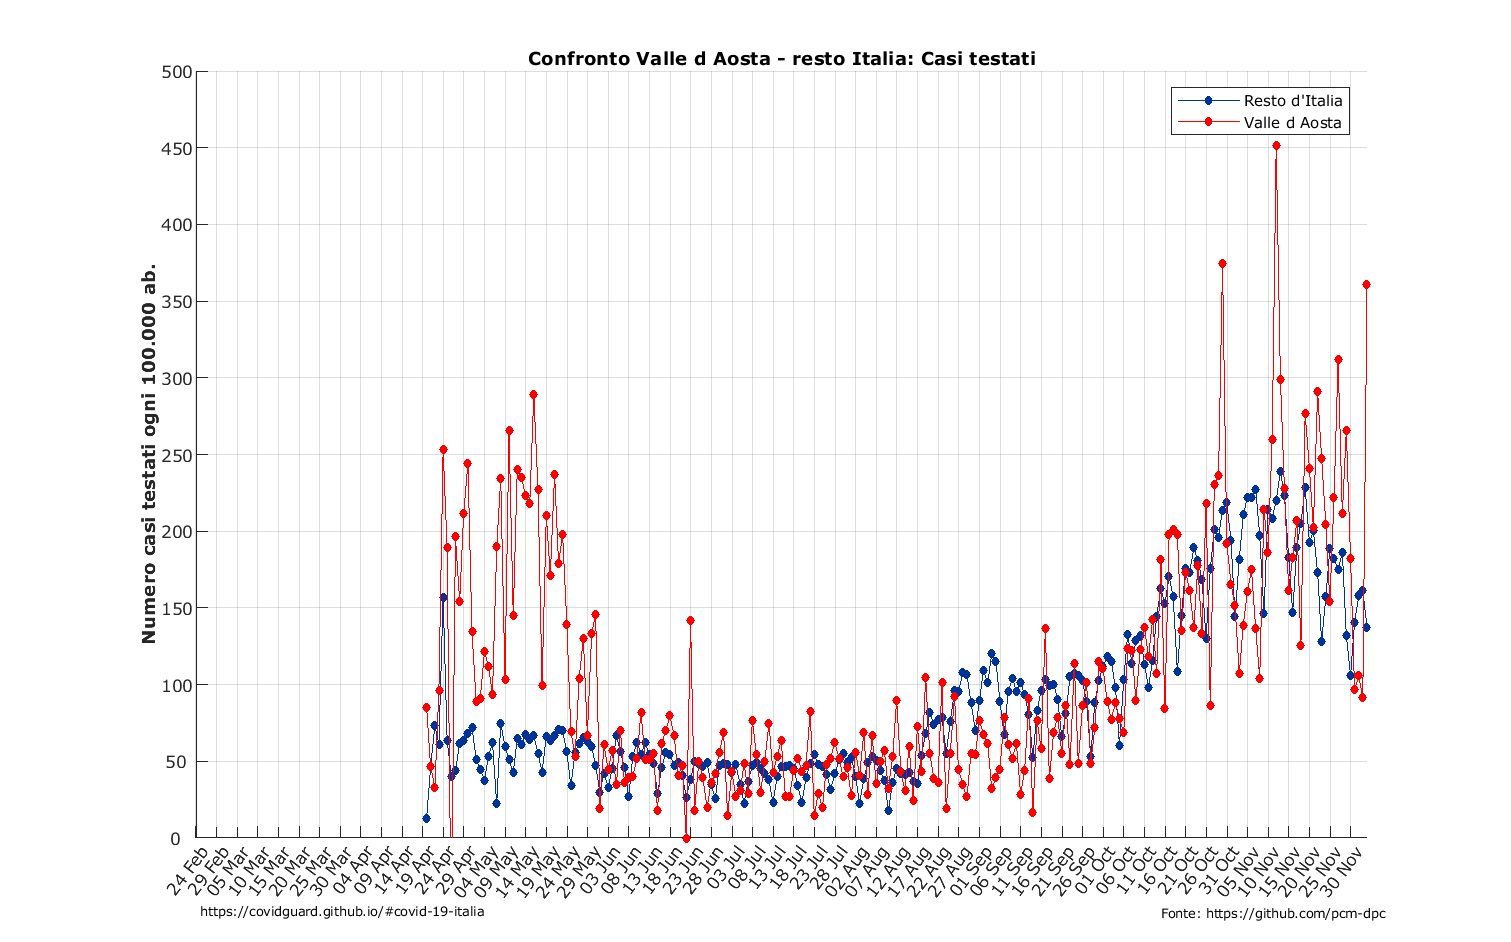 Confronto Valle d Aosta - resto Italia: Casi testati
Resto d'Italia
Valle d Aosta
Numero casi testati ogni 100.000 ab.
500
450
400
350
300
250
200
150
100
50
0
24 Feb
29 Feb
05 Mar
10 Mar
15 Mar
20 Mar
25 Mar
30 Mar
04 Apr
09 Apr
14 Apr
19 Apr
24 Apr
29 Apr
04 May
09 May
14 May
19 May
24 May
29 May
03 Jun
08 Jun
13 Jun
18 Jun
23 Jun
28 Jun
03 Jul
08 Jul
13 Jul
18 Jul
23 Jul
28 Jul
02 Aug
07 Aug
12 Aug
17 Aug
22 Aug
27 Aug
01 Sep
06 Sep
11 Sep
16 Sep
21 Sep
26 Sep
01 Oct
06 Oct
11 Oct
16 Oct
21 Oct
26 Oct
31 Oct
05 Nov
10 Nov
15 Nov
20 Nov
25 Nov
30 Nov
https://covidguard.github.io/#covid-19-italia
Fonte: https://github.com/pcm-dpc